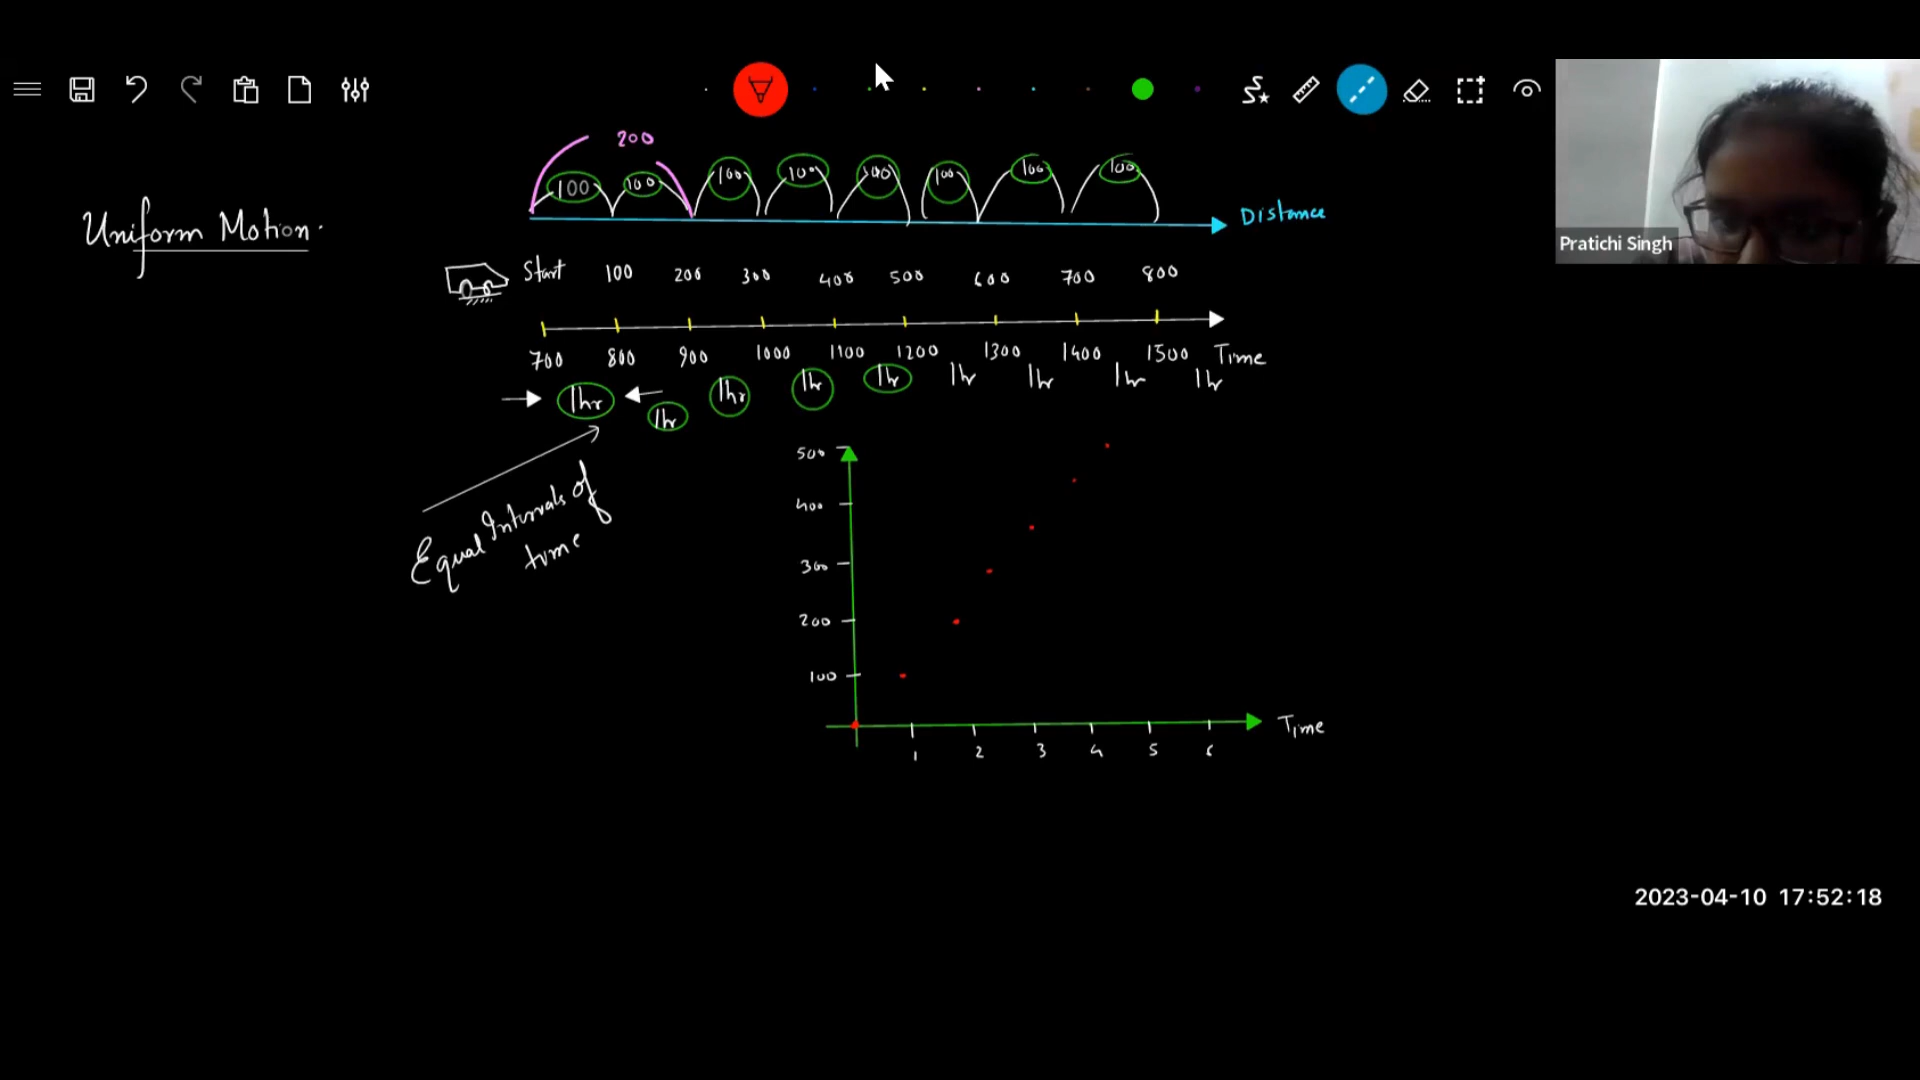 200
100 100 100 100 100 100 100 100
Distance
Uniform Motion.
Pratichi Singh
Start 100 200 300 400 500 600 700 800
700 800 900 1000 1100 1200 1300 1400 1500 Time
1hr 1hr 1hr 1hr 1hr 1hr 1hr 1hr 1hr
Equal Intervals of
time
500
400
300
200
100
Time
1 2 3 4 5 6
2023-04-10 17:52:18